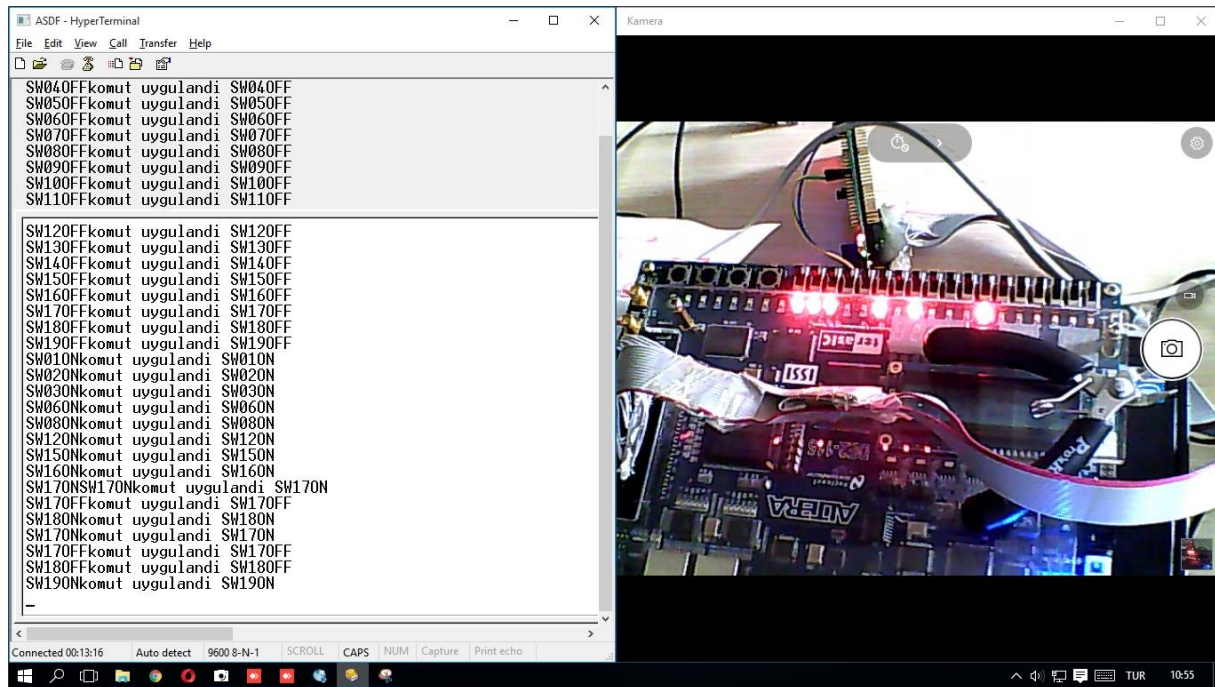 ASDF - HyperTerminal
File Edit View Call Transfer Help
SW04OFFkomut uygulandi SW04OFF
SW05OFFkomut uygulandi SW05OFF
SW06OFFkomut uygulandi SW06OFF
SW07OFFkomut uygulandi SW07OFF
SW08OFFkomut uygulandi SW08OFF
SW09OFFkomut uygulandi SW09OFF
SW10OFFkomut uygulandi SW10OFF
SW11OFFkomut uygulandi SW11OFF
SW12OFFkomut uygulandi SW12OFF
SW13OFFkomut uygulandi SW13OFF
SW14OFFkomut uygulandi SW14OFF
SW15OFFkomut uygulandi SW15OFF
SW16OFFkomut uygulandi SW16OFF
SW17OFFkomut uygulandi SW17OFF
SW18OFFkomut uygulandi SW18OFF
SW19OFFkomut uygulandi SW19OFF
SW01ONkomut uygulandi SW01ON
SW02ONkomut uygulandi SW02ON
SW03ONkomut uygulandi SW03ON
SW06ONkomut uygulandi SW06ON
SW08ONkomut uygulandi SW08ON
SW12ONkomut uygulandi SW12ON
SW15ONkomut uygulandi SW15ON
SW16ONkomut uygulandi SW16ON
SW17ONSW17ONkomut uygulandi SW17ON
SW17OFFkomut uygulandi SW17OFF
SW18ONkomut uygulandi SW18ON
SW17ONkomut uygulandi SW17ON
SW17OFFkomut uygulandi SW17OFF
SW18OFFkomut uygulandi SW18OFF
SW19ONkomut uygulandi SW19ON
Connected 00:13:16 Auto detect 9600 8-N-1 SCROLL CAPS NUM Capture Print echo
Kamera
terasic
ISSI
DE2-115
National
ALTERA
ProsKit
TUR 10:55